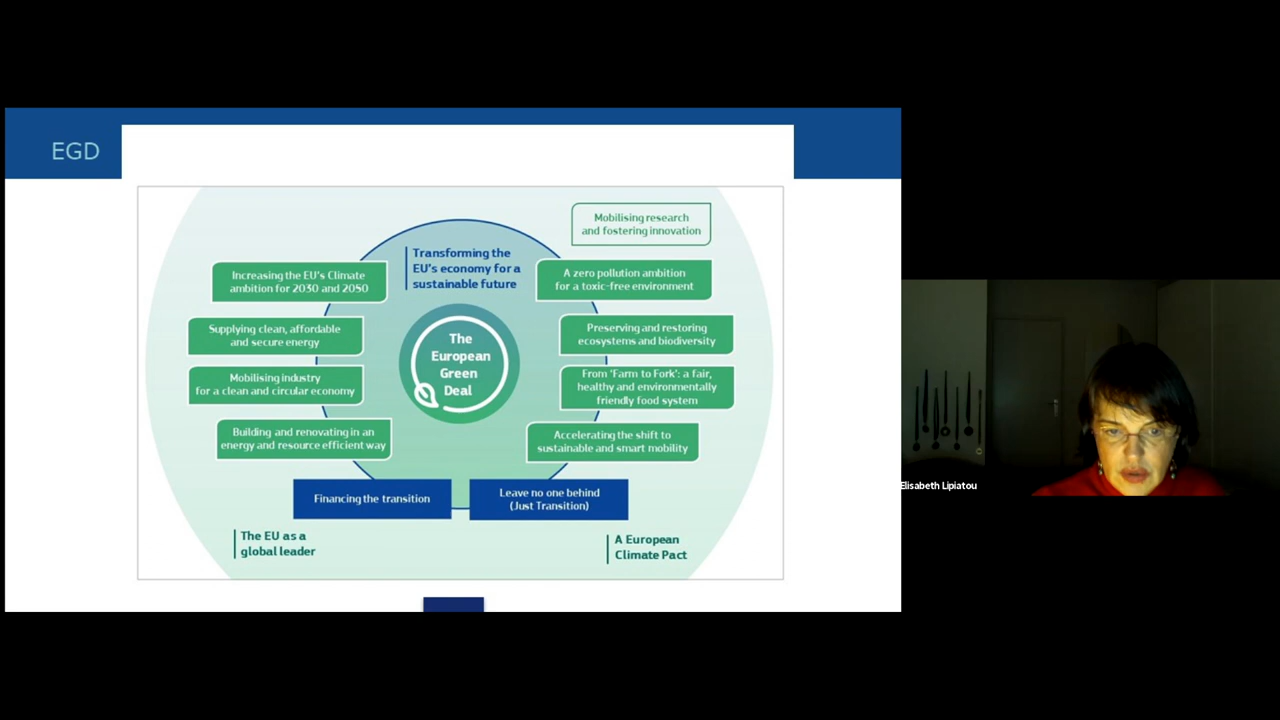 EGD
Mobilising research
and fostering innovation
Transforming the
EU's economy for a
sustainable future
Increasing the EU's Climate
ambition for 2030 and 2050
A zero pollution ambition
for a toxic-free environment
Supplying clean, affordable
and secure energy
Preserving and restoring
ecosystems and biodiversity
The
European
Green
Deal
Mobilising industry
for a clean and circular economy
From 'Farm to Fork': a fair,
healthy and environmentally
friendly food system
Building and renovating in an
energy and resource efficient way
Accelerating the shift to
sustainable and smart mobility
Financing the transition
Leave no one behind
(Just Transition)
The EU as a
global leader
A European
Climate Pact
Elisabeth Lipiatou